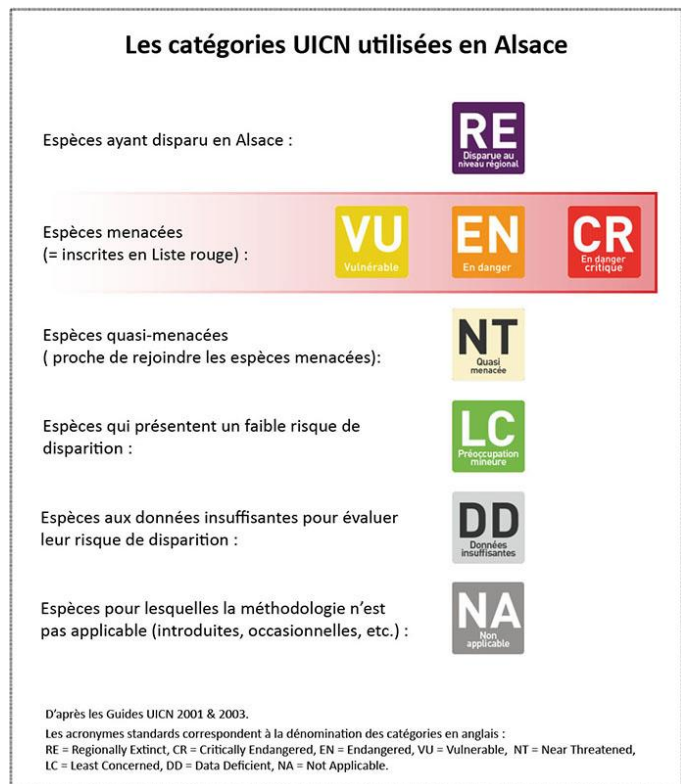 Les catégories UICN utilisées en Alsace
Espèces ayant disparu en Alsace :
RE
Disparue au
niveau régional
Espèces menacées
(= inscrites en Liste rouge) :
VU
Vulnérable
EN
En danger
CR
En danger
critique
Espèces quasi-menacées
( proche de rejoindre les espèces menacées):
NT
Quasi
menacée
Espèces qui présentent un faible risque de
disparition :
LC
Préoccupation
mineure
Espèces aux données insuffisantes pour évaluer
leur risque de disparition :
DD
Données
insuffisantes
Espèces pour lesquelles la méthodologie n'est
pas applicable (introduites, occasionnelles, etc.) :
NA
Non
applicable
D'après les Guides UICN 2001 & 2003.
Les acronymes standards correspondent à la dénomination des catégories en anglais :
RE = Regionally Extinct, CR = Critically Endangered, EN = Endangered, VU = Vulnerable, NT = Near Threatened,
LC = Least Concerned, DD = Data Deficient, NA = Not Applicable.